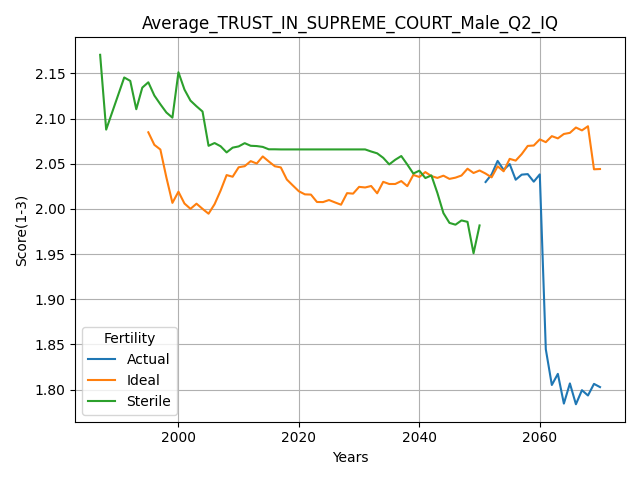 Average_TRUST_IN_SUPREME_COURT_Male_Q2_IQ
Score(1-3)
2.15
2.10
2.05
2.00
1.95
1.90
1.85
1.80
Fertility
Actual
Ideal
Sterile
2000 2020 2040 2060
Years